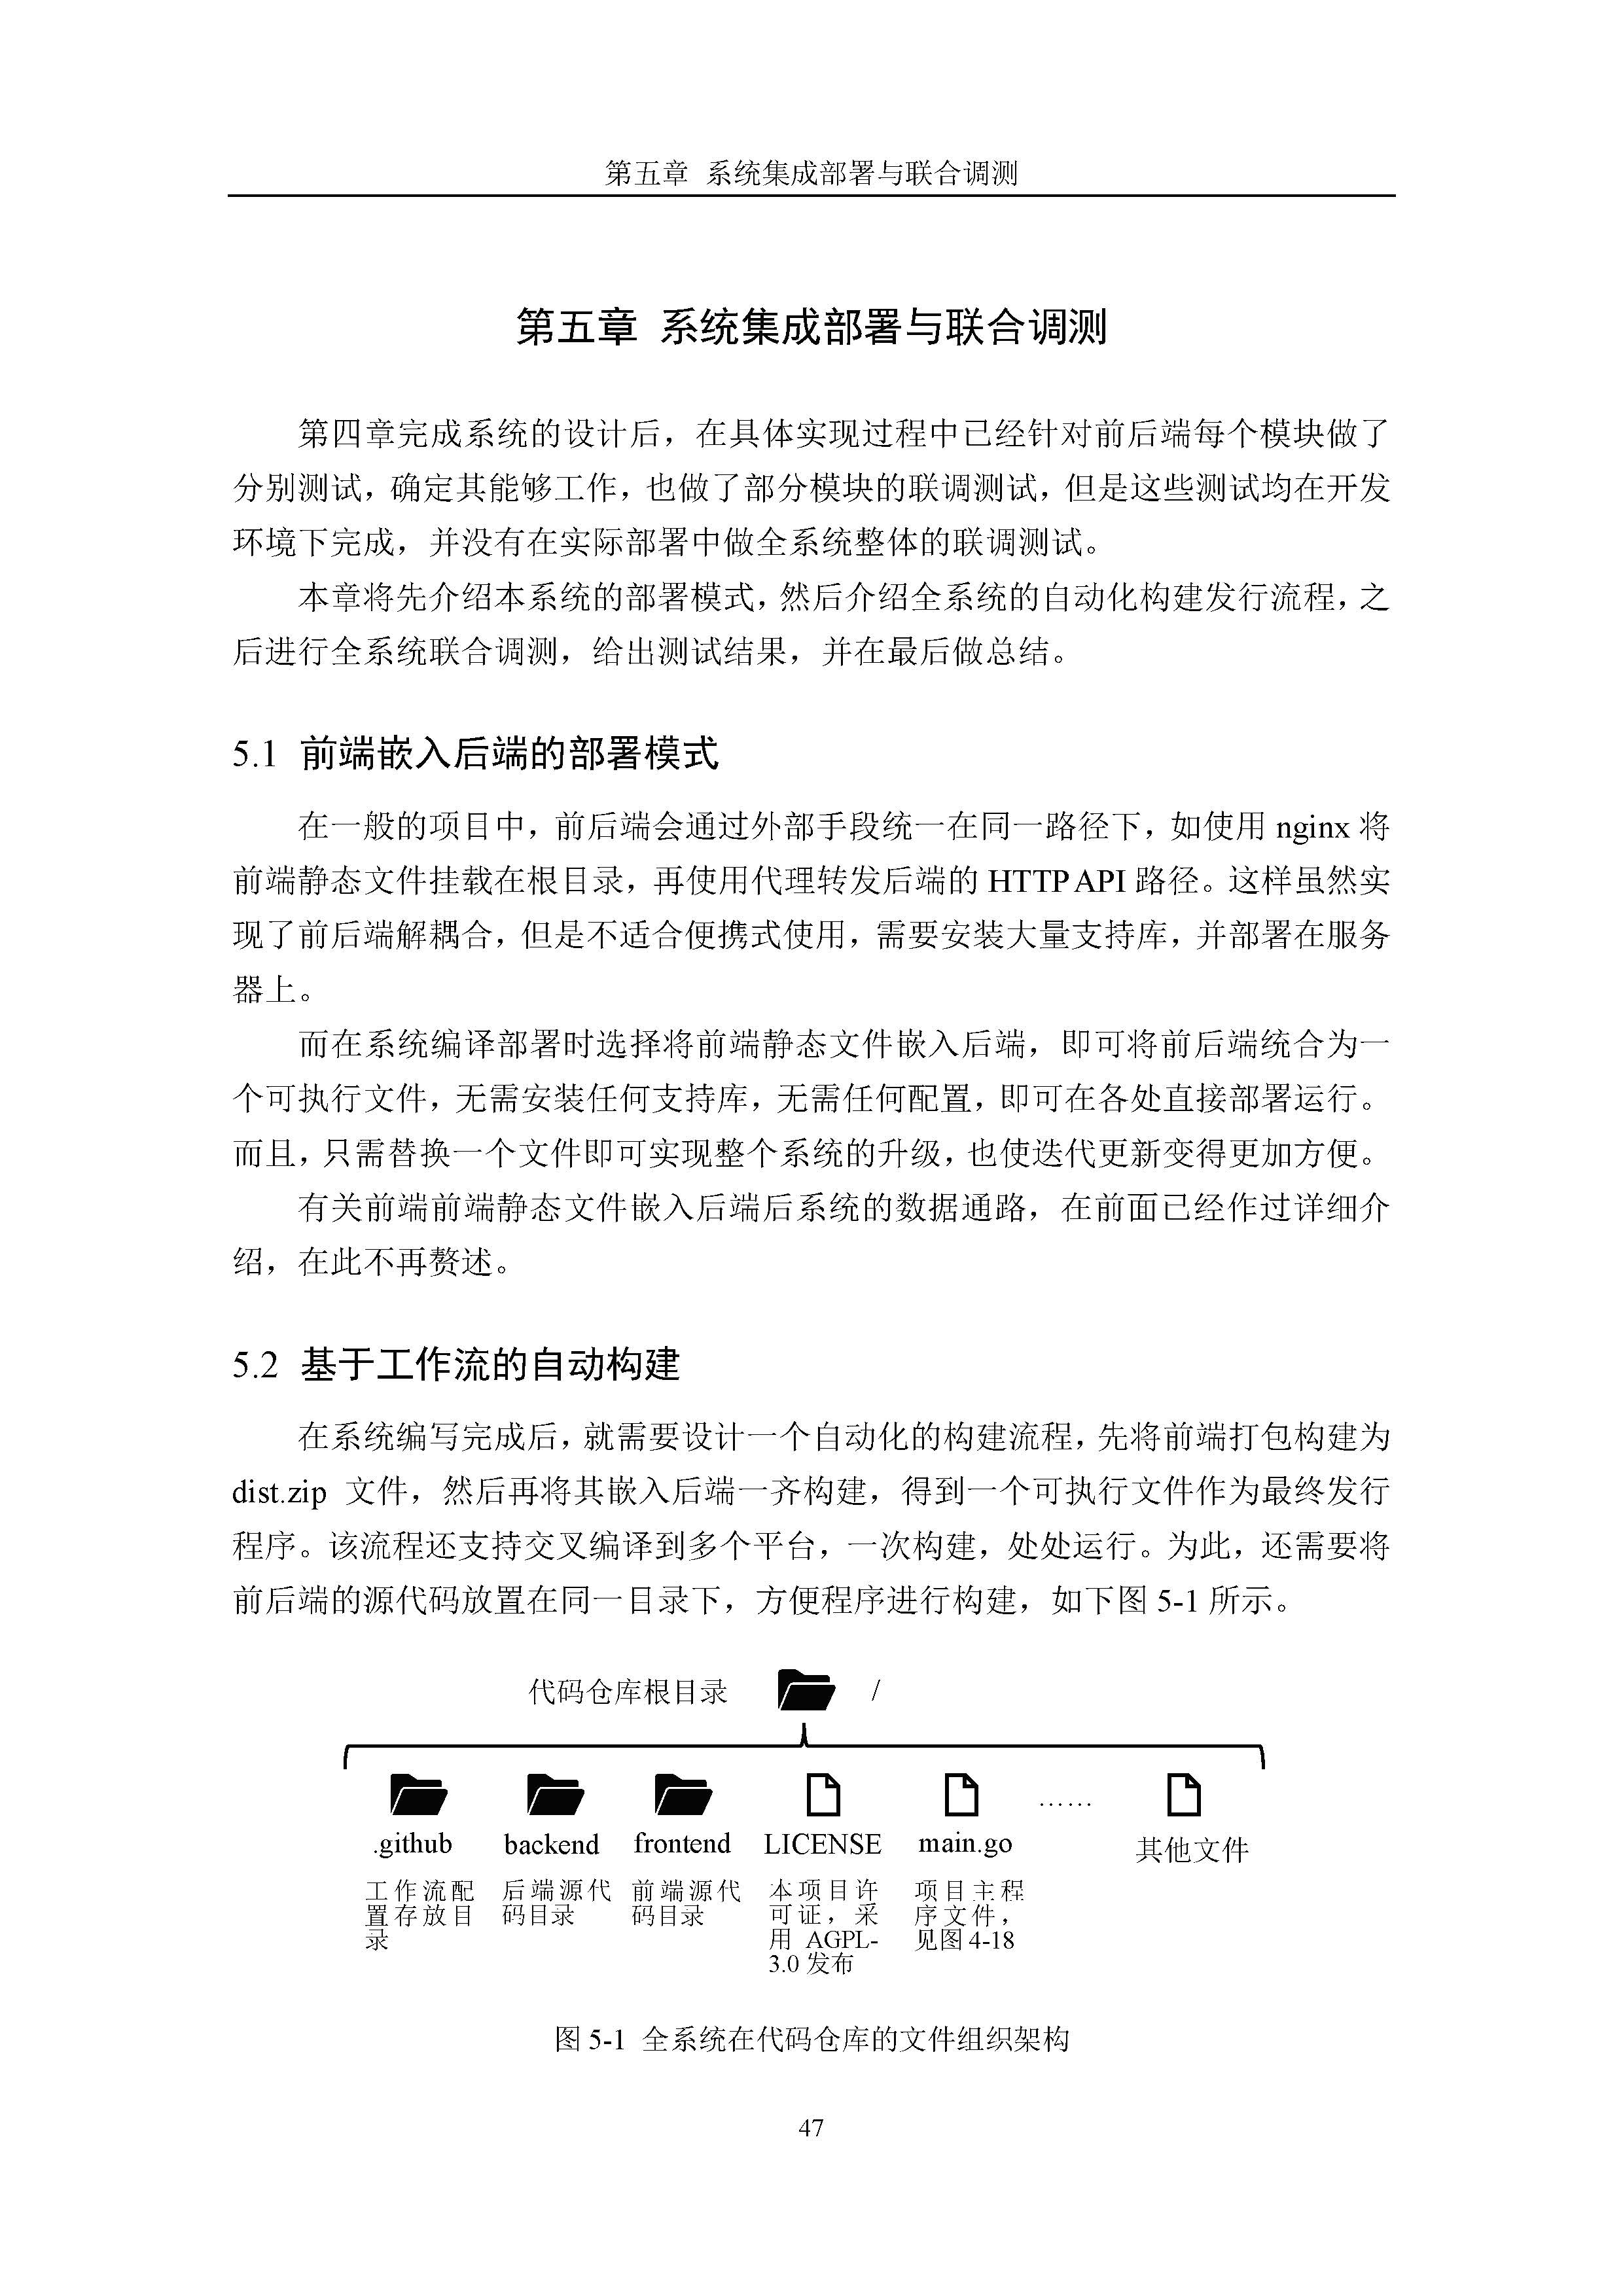 第五章 系统集成部署与联合调测
第五章 系统集成部署与联合调测
第四章完成系统的设计后，在具体实现过程中已经针对前后端每个模块做了
分别测试，确定其能够工作，也做了部分模块的联调测试，但是这些测试均在开发
环境下完成，并没有在实际部署中做全系统整体的联调测试。
本章将先介绍本系统的部署模式，然后介绍全系统的自动化构建发行流程，之
后进行全系统联合调测，给出测试结果，并在最后做总结。
5.1 前端嵌入后端的部署模式
在一般的项目中，前后端会通过外部手段统一在同一路径下，如使用 nginx 将
前端静态文件挂载在根目录，再使用代理转发后端的 HTTP API 路径。这样虽然实
现了前后端解耦合，但是不适合便携式使用，需要安装大量支持库，并部署在服务
器上。
而在系统编译部署时选择将前端静态文件嵌入后端，即可将前后端统合为一
个可执行文件，无需安装任何支持库，无需任何配置，即可在各处直接部署运行。
而且，只需替换一个文件即可实现整个系统的升级，也使迭代更新变得更加方便。
有关前端前端静态文件嵌入后端后系统的数据通路，在前面已经作过详细介
绍，在此不再赘述。
5.2 基于工作流的自动构建
在系统编写完成后，就需要设计一个自动化的构建流程，先将前端打包构建为
dist.zip 文件，然后再将其嵌入后端一齐构建，得到一个可执行文件作为最终发行
程序。该流程还支持交叉编译到多个平台，一次构建，处处运行。为此，还需要将
前后端的源代码放置在同一目录下，方便程序进行构建，如下图 5-1 所示。
代码仓库根目录 /
……
.github backend frontend LICENSE main.go 其他文件
工作流配
置存放目
录
后端源代
码目录
前端源代
码目录
本项目许
可证，采
用 AGPL-
3.0 发布
项目主程
序文件，
见图 4-18
图 5-1 全系统在代码仓库的文件组织架构
47